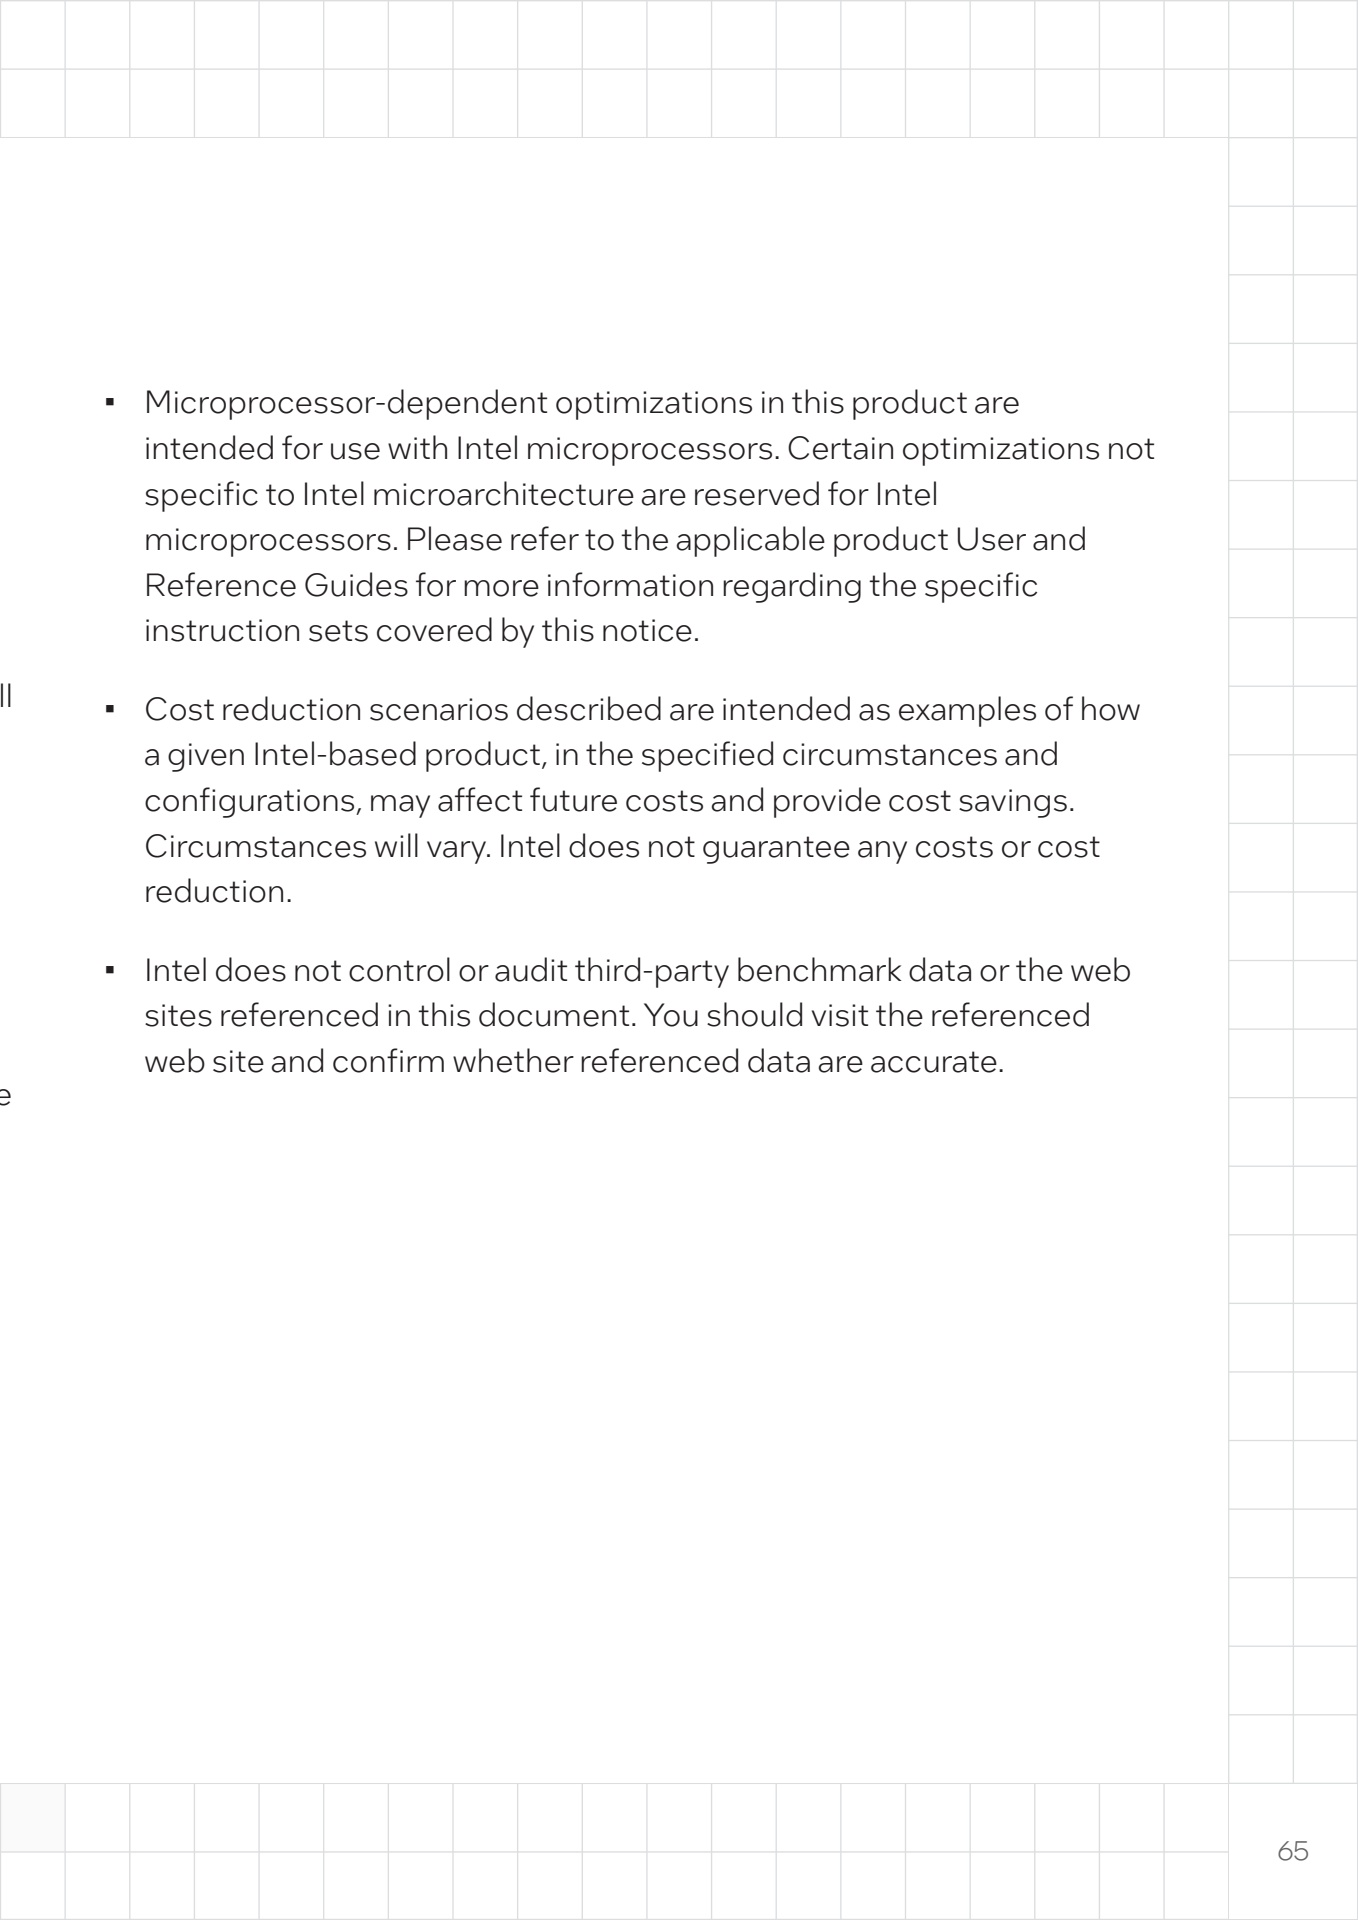 ▪ Microprocessor-dependent optimizations in this product are
intended for use with Intel microprocessors. Certain optimizations not
specific to Intel microarchitecture are reserved for Intel
microprocessors. Please refer to the applicable product User and
Reference Guides for more information regarding the specific
instruction sets covered by this notice.
▪ Cost reduction scenarios described are intended as examples of how
a given Intel-based product, in the specified circumstances and
configurations, may affect future costs and provide cost savings.
Circumstances will vary. Intel does not guarantee any costs or cost
reduction.
▪ Intel does not control or audit third-party benchmark data or the web
sites referenced in this document. You should visit the referenced
web site and confirm whether referenced data are accurate.
65